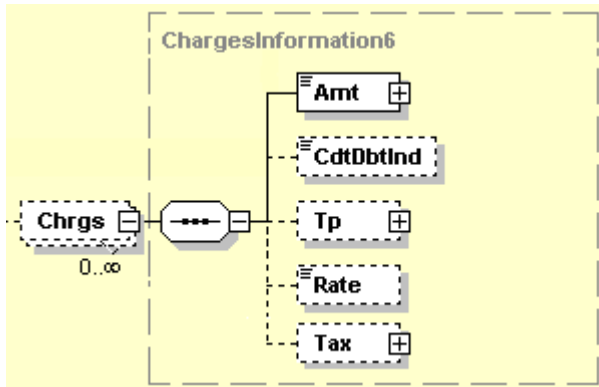 ChargesInformation6
Amt
CdtDbtInd
Chrgs
Tp
0..∞
Rate
Tax